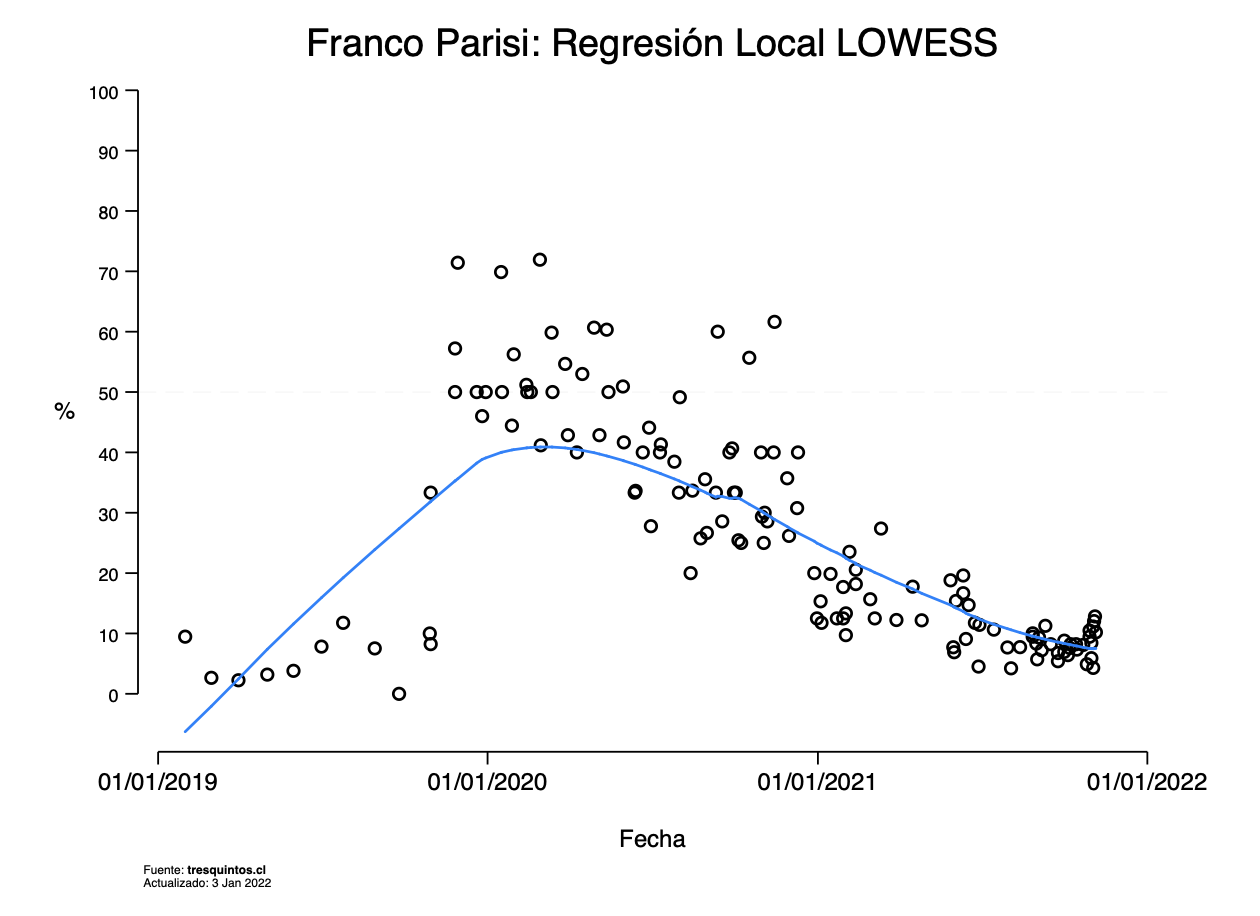 Franco Parisi: Regresión Local LOWESS
100
90
80
70
60
50
40
30
20
10
0
%
01/01/2019 01/01/2020 01/01/2021 01/01/2022
Fecha
Fuente: tresquintos.cl
Actualizado: 3 Jan 2022